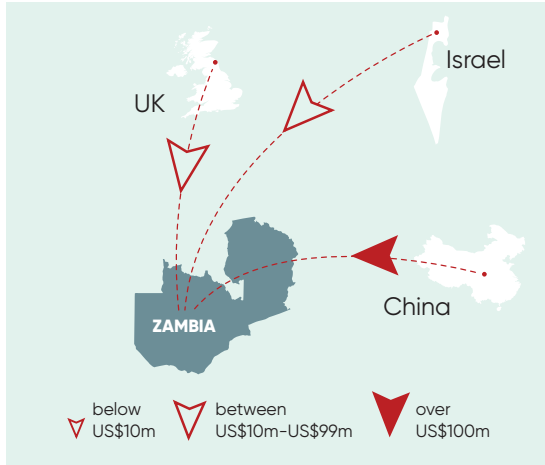 Israel
UK
China
ZAMBIA
below
US$10m
between
US$10m-US$99m
over
US$100m